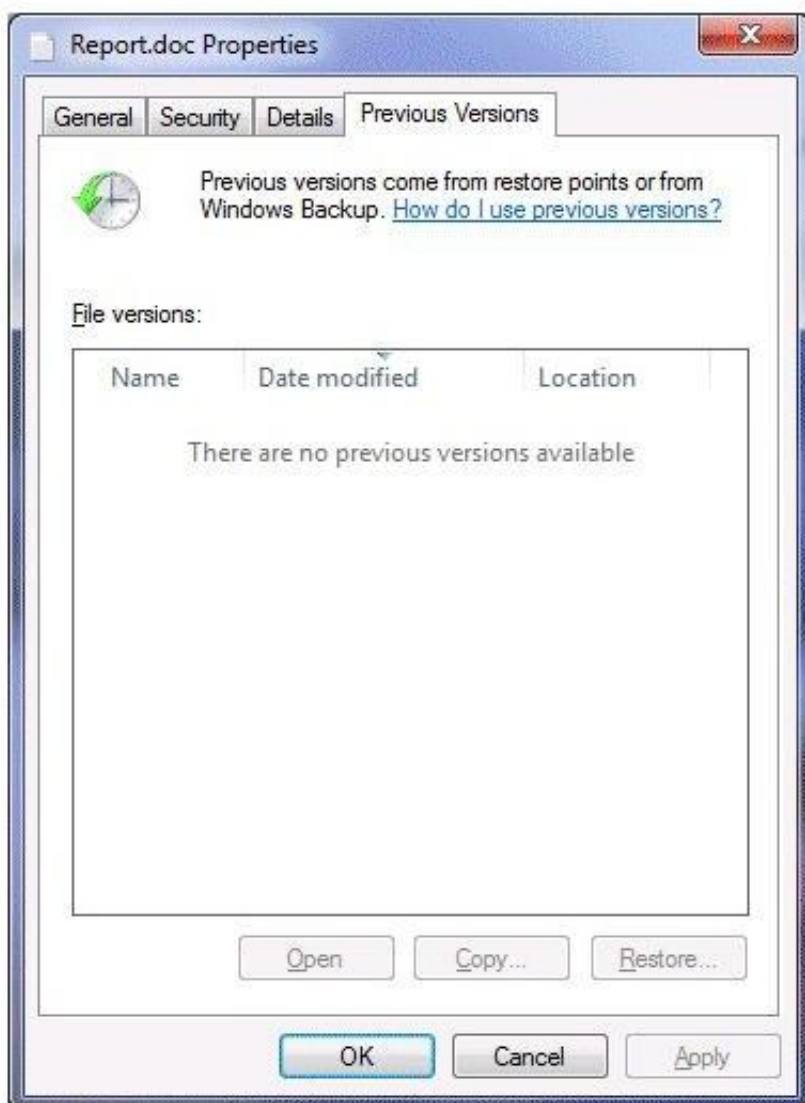 Report.doc Properties
General Security Details Previous Versions
Previous versions come from restore points or from
Windows Backup. How do I use previous versions?
File versions:
Name Date modified Location
There are no previous versions available
Open Copy... Restore...
OK Cancel Apply